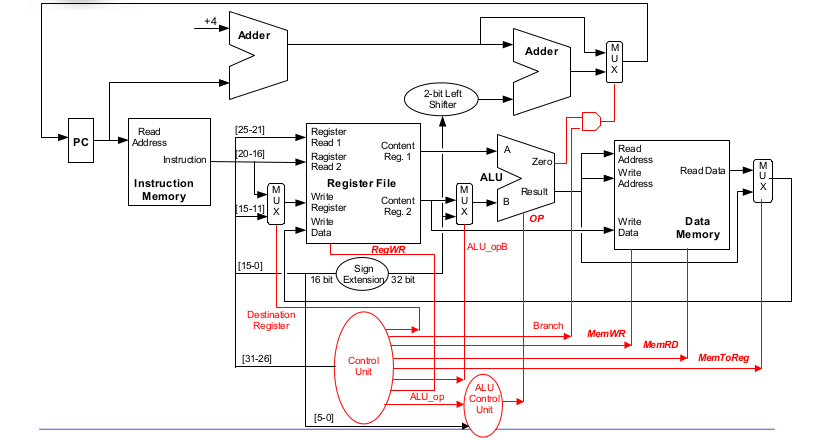 +4
Adder
Adder
M
U
X
2-bit Left
Shifter
PC
Read
Address
Instruction
Instruction
Memory
[25-21]
[20-16]
[15-11]
M
U
X
Register
Read 1
Ragister
Read 2
Content
Reg. 1
Register File
Write
Register
Content
Reg. 2
Write
Data
M
U
X
A
Zero
ALU
Result
B
OP
Read
Address
Write
Address
Read Data
Write
Data
Data
Memory
M
U
X
RegWR
ALU_opB
[15-0]
16 bit
Sign
Extension
32 bit
Destination
Register
Branch
MemWR
MemRD
MemToReg
[31-26]
Control
Unit
ALU_op
ALU
Control
Unit
[5-0]